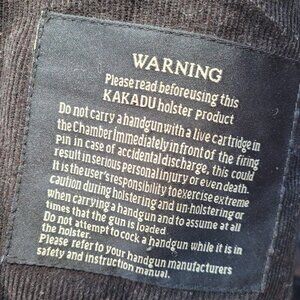 WARNING
Please read beforeusing this
KAKADU holster product
Do not carry a handgun with a live cartridge in
the Chamber Immediately in front of the firing
Pin in case of accidental discharge, this could
result in serious personal injury or even death.
It is the user's responsibility to exercise extreme
caution during holstering and un-holstering or
when carrying a handgun and to assume at all
times that the gun is loaded
Do not attempt to cock a handgun while it is in
the holster.
Please refer to your handgun manufacturers
safety and instruction manual.